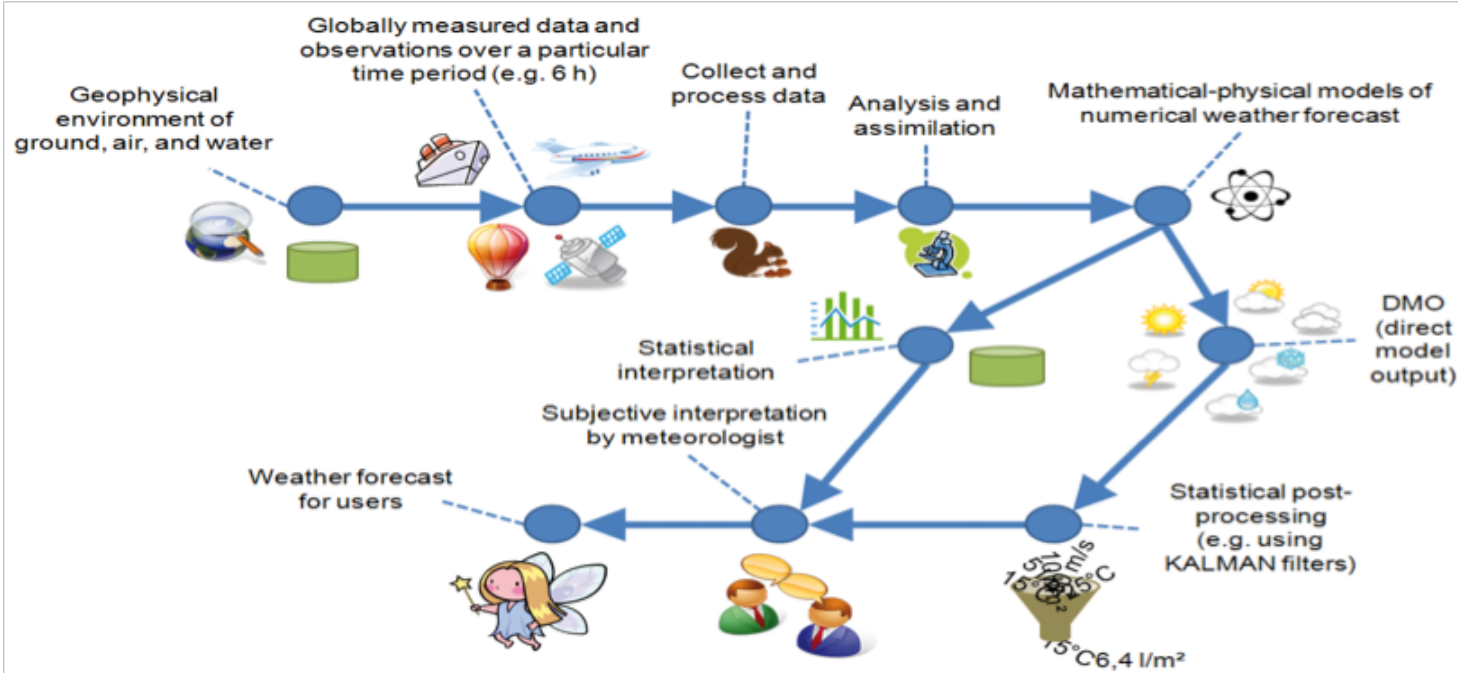 Globally measured data and
observations over a particular
time period (e.g. 6 h)
Geophysical
environment of
ground, air, and water
Collect and
process data
Analysis and
assimilation
Mathematical-physical models of
numerical weather forecast
DMO
(direct
model
output)
Statistical
interpretation
Subjective interpretation
by meteorologist
Weather forecast
for users
Statistical post-
processing
(e.g. using
KALMAN filters)
m/s
15°C
15°C
6,4 l/m²